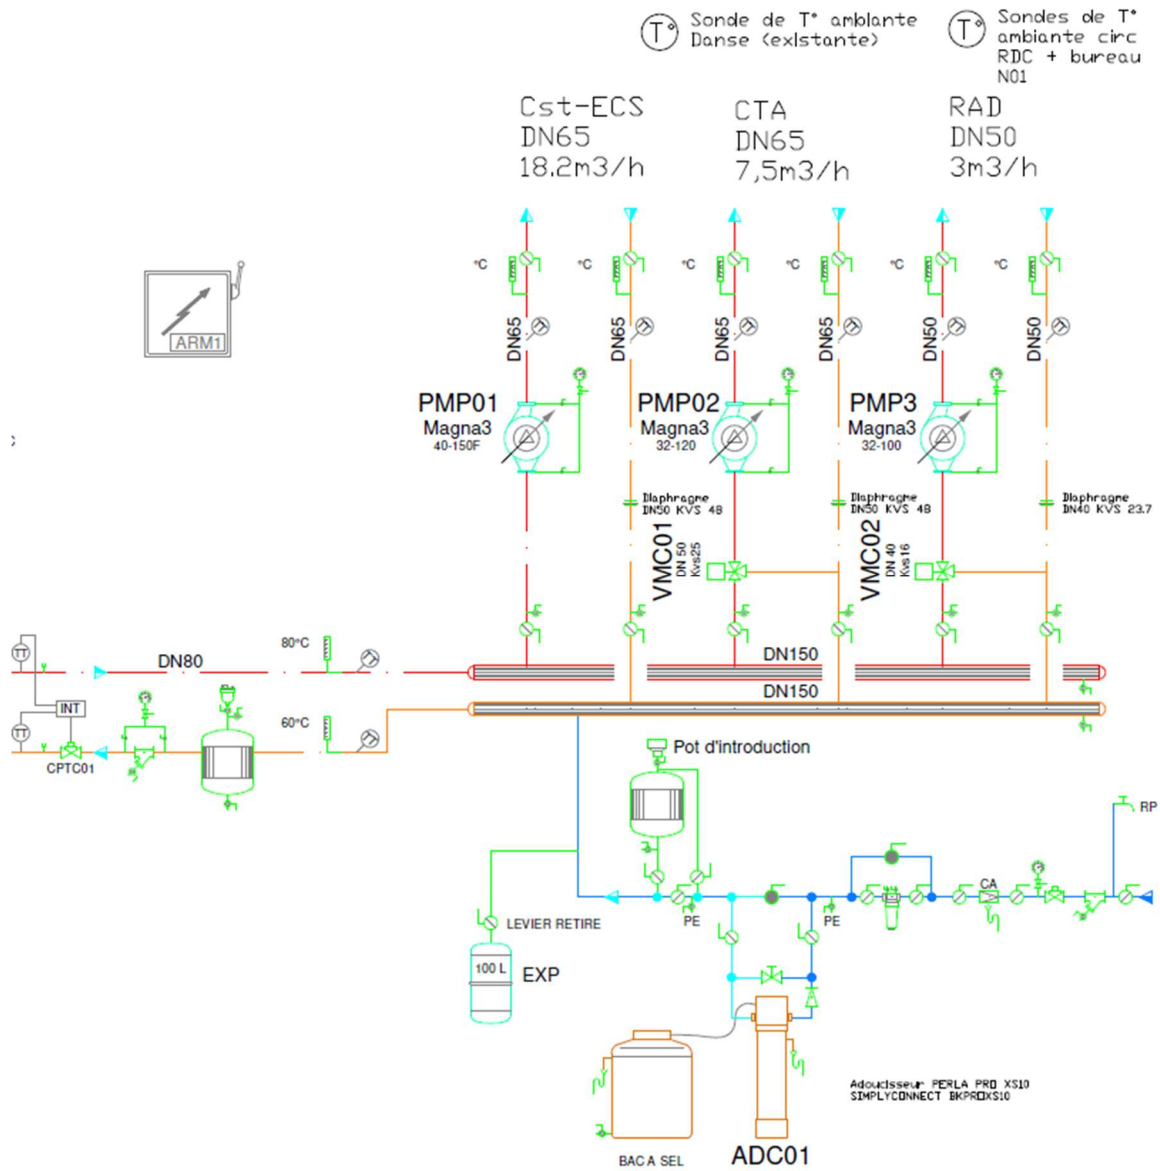 Sonde de T° ambiante
Danse (existante)
T°
T°
Sondes de T°
ambiante circ
RDC + bureau
N01
Cst-ECS
DN65
18.2m3/h
CTA
DN65
7,5m3/h
RAD
DN50
3m3/h
°C
°C
°C
°C
°C
°C
ARM1
DN65
DN65
DN65
DN65
DN50
DN50
PMP01
Magna3
40-150F
PMP02
Magna3
32-120
PMP3
Magna3
32-100
Diaphragme
DN50 KVS 48
Diaphragme
DN50 KVS 48
Diaphragme
DN40 KVS 23.7
VMC01
DN 50
Kvs25
VMC02
DN 40
Kvs16
TT
80°C
DN80
DN150
DN150
INT
TT
60°C
CPTC01
Pot d'introduction
RP
CA
PE
PE
LEVIER RETIRE
100 L
EXP
Adoucisseur PERLA PRO XS10
SIMPLYCONNECT BKPROXS10
BAC A SEL
ADC01